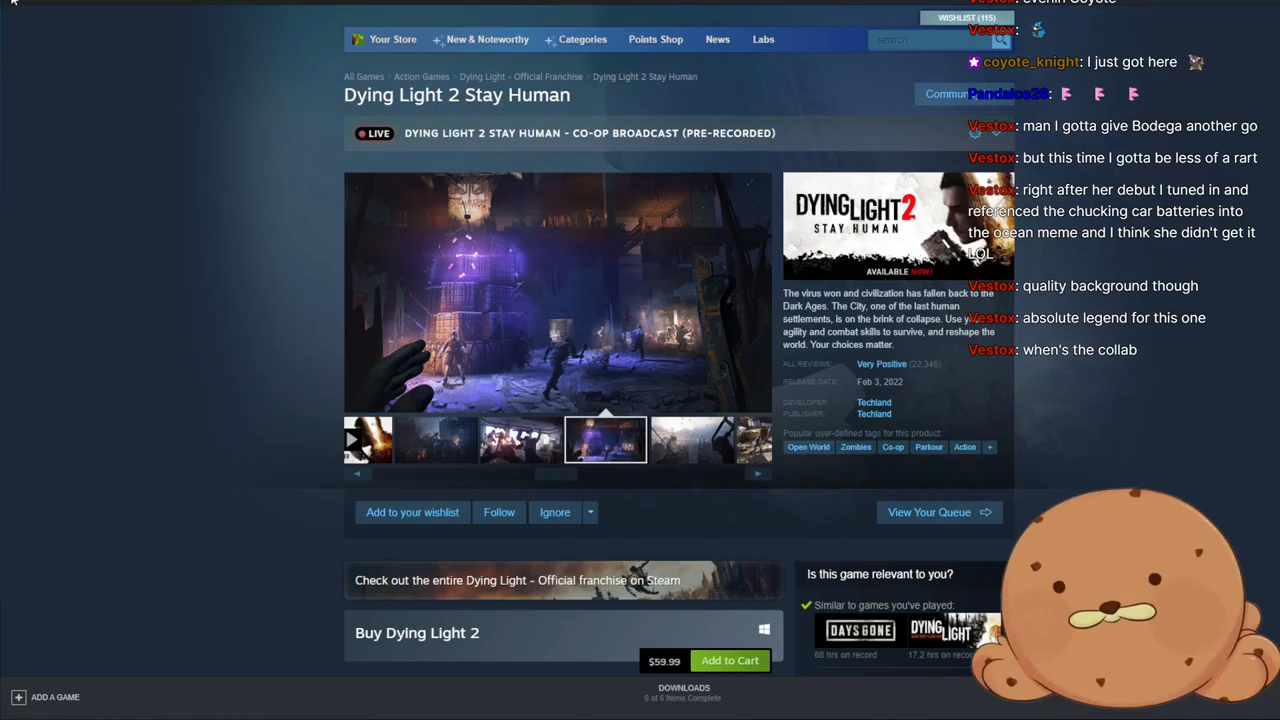 WISHLIST (115)
Your Store
New & Noteworthy
Categories
Points Shop
News
Labs
search
All Games > Action Games > Dying Light - Official Franchise > Dying Light 2 Stay Human
Dying Light 2 Stay Human
LIVE
DYING LIGHT 2 STAY HUMAN - CO-OP BROADCAST (PRE-RECORDED)
DYING LIGHT 2
STAY HUMAN
AVAILABLE NOW!
The virus won and civilization has fallen back to the
Dark Ages. The City, one of the last human
settlements, is on the brink of collapse. Use
agility and combat skills to survive, and reshape the
world. Your choices matter.
ALL REVIEWS: Very Positive (22,346)
RELEASE DATE: Feb 3, 2022
DEVELOPER: Techland
PUBLISHER: Techland
Popular user-defined tags for this product:
Open World
Zombies
Co-op
Parkour
Action
+
Add to your wishlist
Follow
Ignore
View Your Queue
Check out the entire Dying Light - Official franchise on Steam
Buy Dying Light 2
$59.99
Add to Cart
Is this game relevant to you?
Similar to games you've played:
DAYS GONE
DYING LIGHT
68 hrs on record
17.2 hrs on record
ADD A GAME
DOWNLOADS
6 of 6 Items Complete
Vestox: evenin Coyote
Vestox:
coyote_knight: I just got here
Vestox: man I gotta give Bodega another go
Vestox: but this time I gotta be less of a rart
Vestox: right after her debut I tuned in and
referenced the chucking car batteries into
the ocean meme and I think she didn't get it
LOL
Vestox: quality background though
Vestox: absolute legend for this one
Vestox: when's the collab